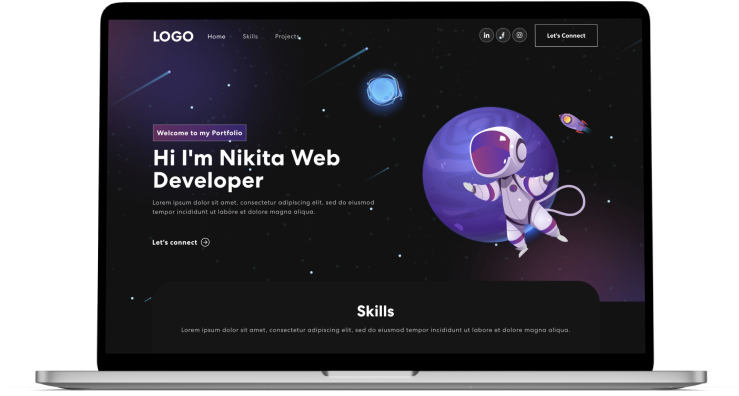 LOGO
Home
Skills
Projects
in
Let's Connect
Welcome to my Portfolio
Hi I'm Nikita Web
Developer
Lorem ipsum dolor sit amet, consectetur adipiscing elit, sed do eiusmod
tempor incididunt ut labore et dolore magna aliqua.
Let's connect
Skills
Lorem ipsum dolor sit amet, consectetur adipiscing elit, sed do eiusmod tempor incididunt ut labore et dolore magna aliqua.